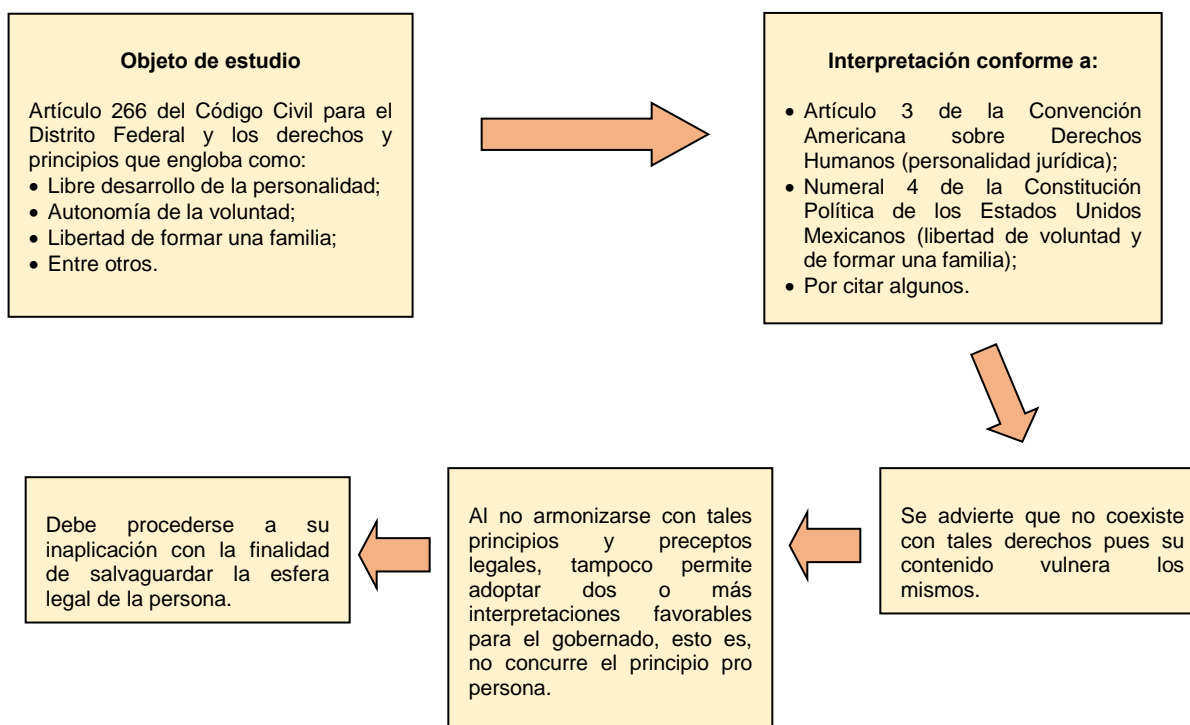 Objeto de estudio
Artículo 266 del Código Civil para el
Distrito Federal y los derechos y
principios que engloba como:
• Libre desarrollo de la personalidad;
• Autonomía de la voluntad;
• Libertad de formar una familia;
• Entre otros.
Interpretación conforme a:
• Artículo 3 de la Convención
Americana sobre Derechos
Humanos (personalidad jurídica);
• Numeral 4 de la Constitución
Política de los Estados Unidos
Mexicanos (libertad de voluntad y
de formar una familia);
• Por citar algunos.
Se advierte que no coexiste
con tales derechos pues su
contenido vulnera los
mismos.
Al no armonizarse con tales
principios y preceptos
legales, tampoco permite
adoptar dos o más
interpretaciones favorables
para el gobernado, esto es,
no concurre el principio pro
persona.
Debe procederse a su
inaplicación con la finalidad
de salvaguardar la esfera
legal de la persona.